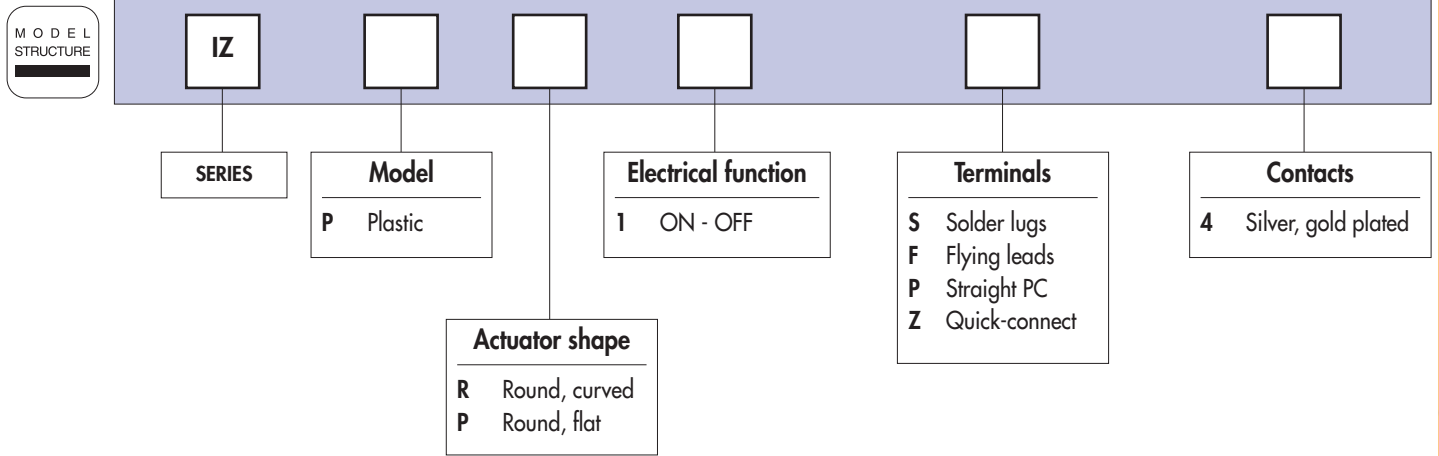 M O D E L
STRUCTURE
IZ
SERIES
Model
P Plastic
Actuator shape
R Round, curved
P Round, flat
Electrical function
1 ON - OFF
Terminals
S Solder lugs
F Flying leads
P Straight PC
Z Quick-connect
Contacts
4 Silver, gold plated